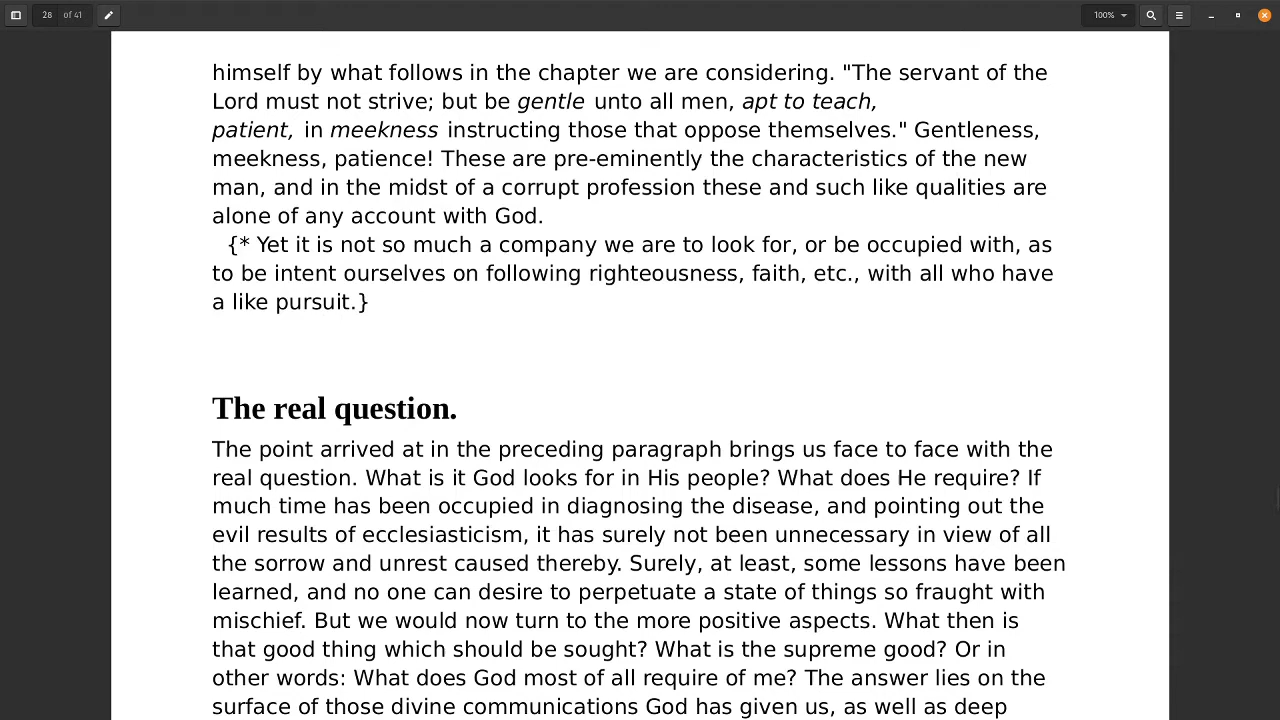 28 of 41
100%
himself by what follows in the chapter we are considering. "The servant of the
Lord must not strive; but be gentle unto all men, apt to teach,
patient, in meekness instructing those that oppose themselves." Gentleness,
meekness, patience! These are pre-eminently the characteristics of the new
man, and in the midst of a corrupt profession these and such like qualities are
alone of any account with God.
{* Yet it is not so much a company we are to look for, or be occupied with, as
to be intent ourselves on following righteousness, faith, etc., with all who have
a like pursuit.}
The real question.
The point arrived at in the preceding paragraph brings us face to face with the
real question. What is it God looks for in His people? What does He require? If
much time has been occupied in diagnosing the disease, and pointing out the
evil results of ecclesiasticism, it has surely not been unnecessary in view of all
the sorrow and unrest caused thereby. Surely, at least, some lessons have been
learned, and no one can desire to perpetuate a state of things so fraught with
mischief. But we would now turn to the more positive aspects. What then is
that good thing which should be sought? What is the supreme good? Or in
other words: What does God most of all require of me? The answer lies on the
surface of those divine communications God has given us, as well as deep